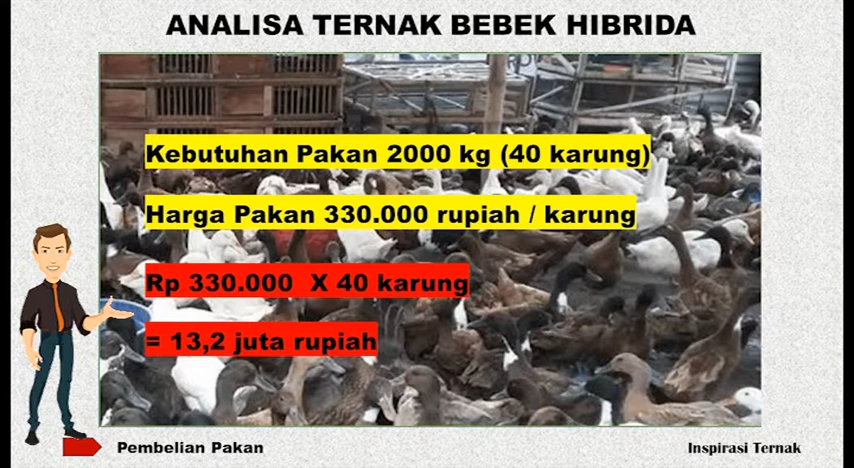 ANALISA TERNAK BEBEK HIBRIDA
Kebutuhan Pakan 2000 kg (40 karung)
Harga Pakan 330.000 rupiah / karung
Rp 330.000 X 40 karung
= 13,2 juta rupiah
Pembelian Pakan
Inspirasi Ternak